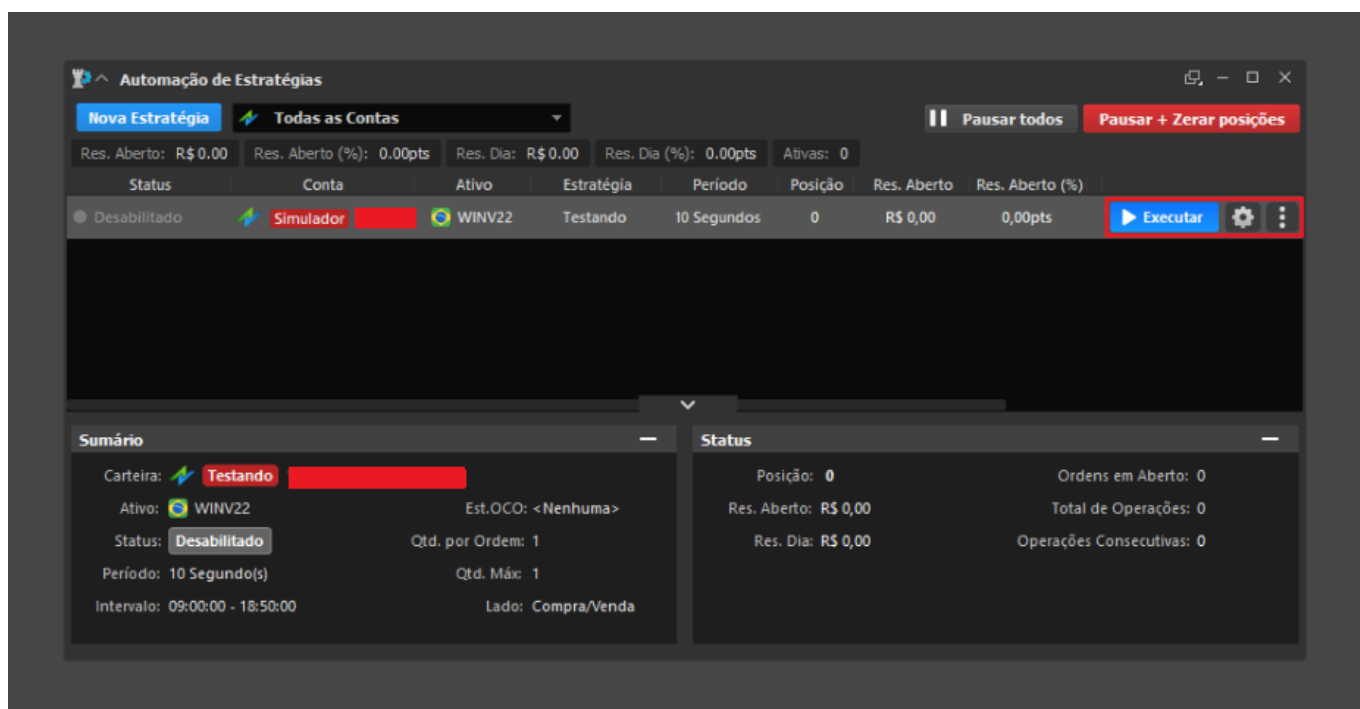 Automação de Estratégias
Nova Estratégia Todas as Contas Pausar todos Pausar + Zerar posições
Res. Aberto: R$ 0.00 Res. Aberto (%): 0.00pts Res. Dia: R$ 0.00 Res. Dia (%): 0.00pts Ativas: 0
Status Conta Ativo Estratégia Período Posição Res. Aberto Res. Aberto (%)
Desabilitado Simulador WINV22 Testando 10 Segundos 0 R$ 0,00 0,00pts Executar
Sumário
Carteira: Testando
Ativo: WINV22 Est.OCO: <Nenhuma>
Status: Desabilitado Qtd. por Ordem: 1
Período: 10 Segundo(s) Qtd. Máx: 1
Intervalo: 09:00:00 - 18:50:00 Lado: Compra/Venda
Status
Posição: 0 Ordens em Aberto: 0
Res. Aberto: R$ 0,00 Total de Operações: 0
Res. Dia: R$ 0,00 Operações Consecutivas: 0